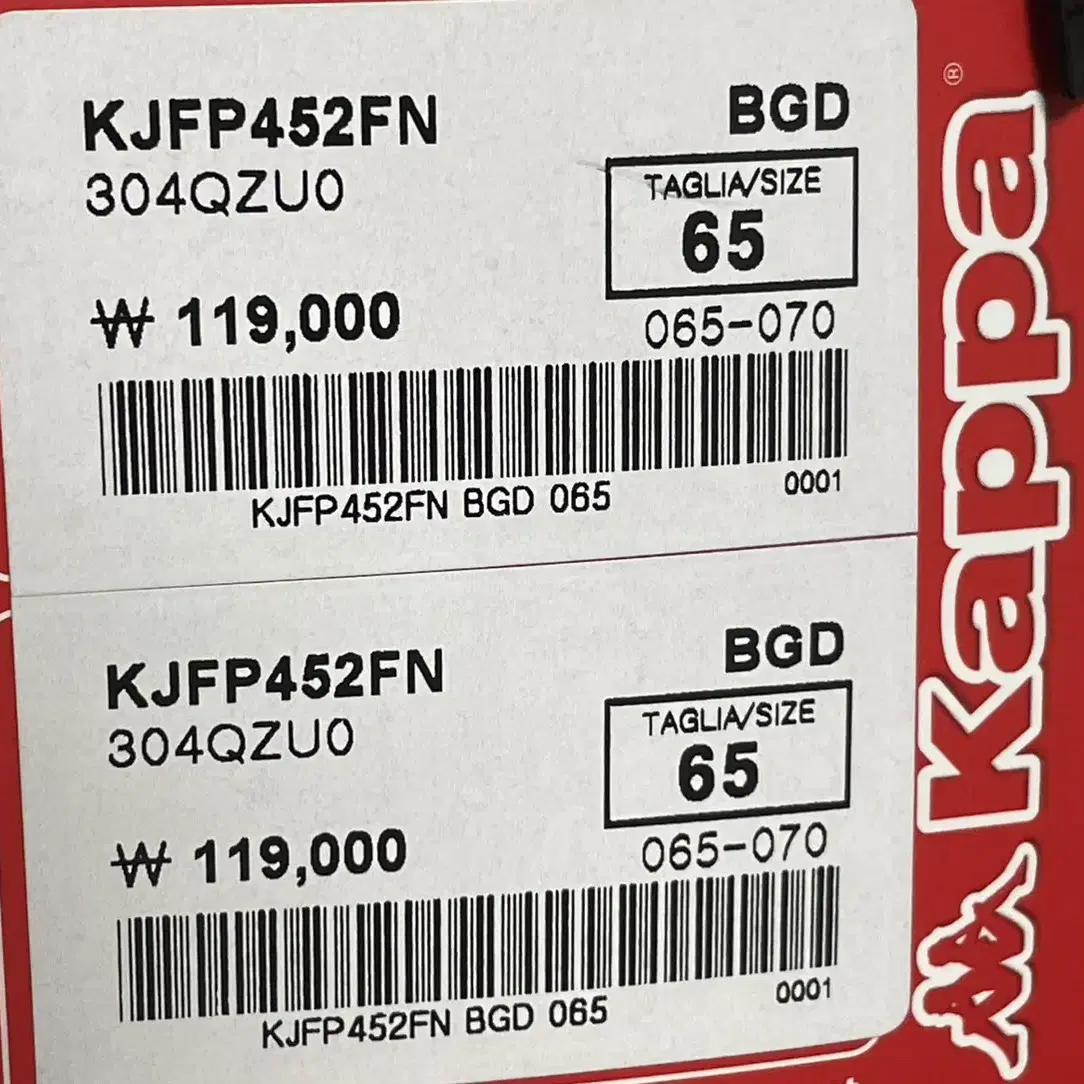 KJFP452FN
BGD
304QZU0
TAGLIA/SIZE
65
₩ 119,000
065-070
KJFP452FN BGD 065
0001
KJFP452FN
BGD
304QZU0
TAGLIA/SIZE
65
₩ 119,000
065-070
KJFP452FN BGD 065
0001
Kappa®